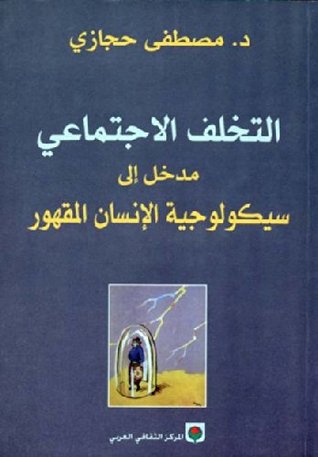 د. مصطفى حجازي
التخلف الاجتماعي
مدخل إلى
سيكولوجية الإنسان المقهور
المركز الثقافي العربي